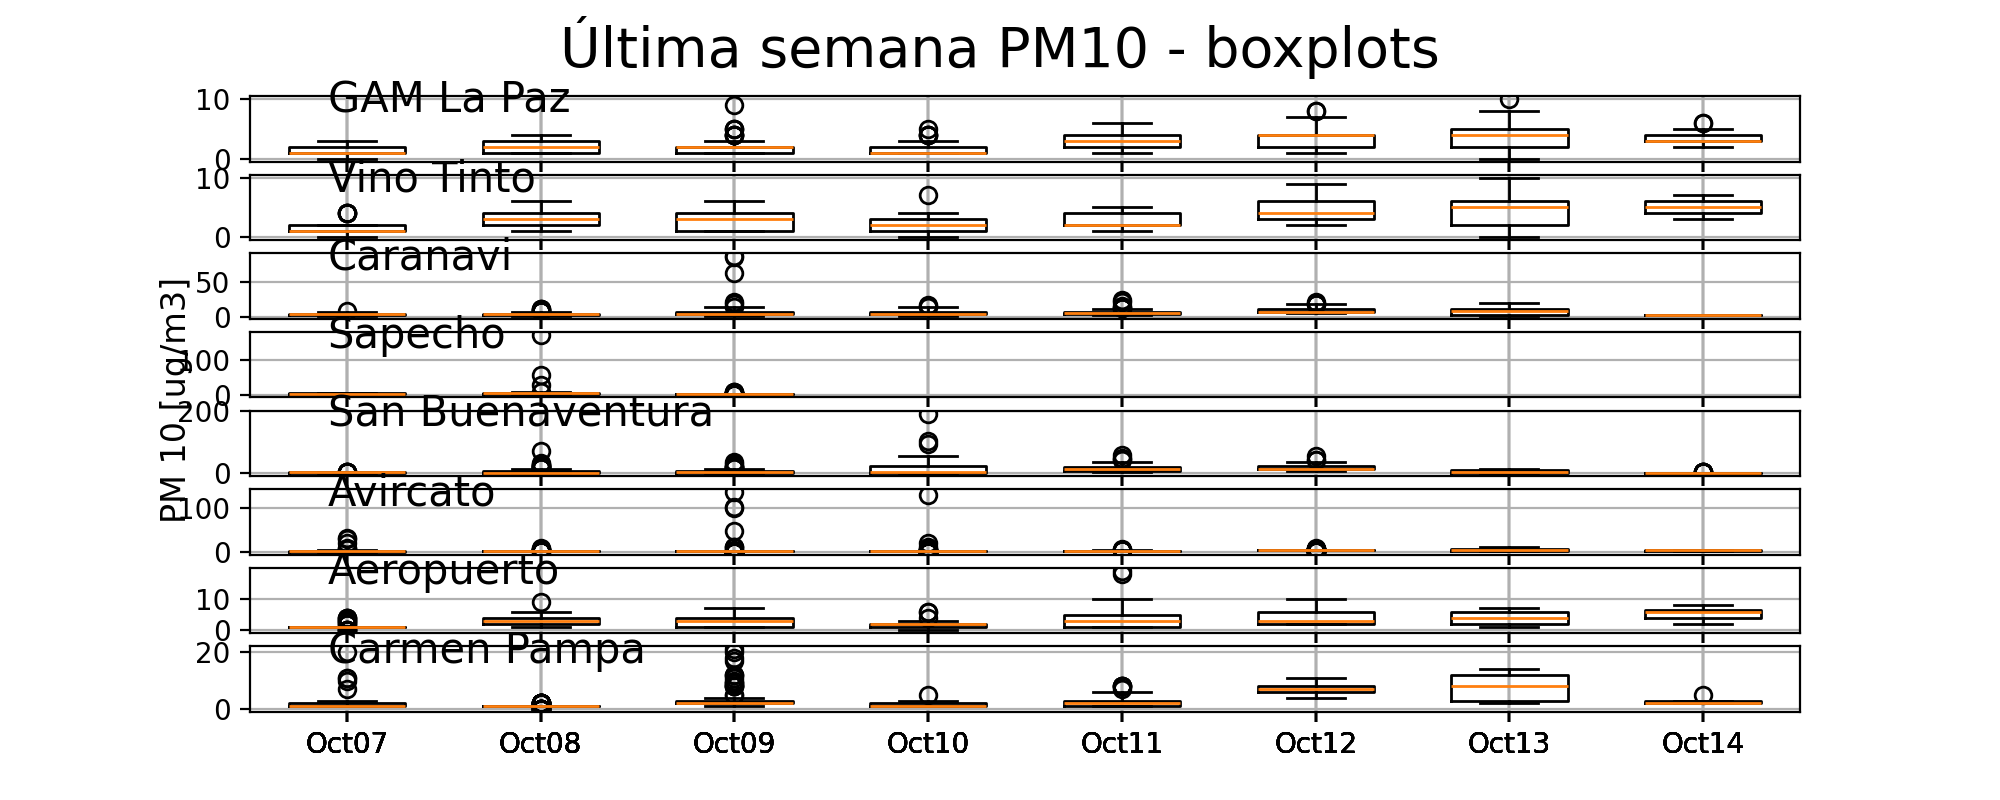 Última semana PM10 - boxplots
GAM La Paz
10
0
Vino Tinto
10
0
Caranavi
50
0
Sapecho
100
0
San Buenaventura
200
0
Avircato
100
0
Aeropuerto
10
0
Carmen Pampa
20
0
PM 10 [ug/m3]
Oct07 Oct08 Oct09 Oct10 Oct11 Oct12 Oct13 Oct14